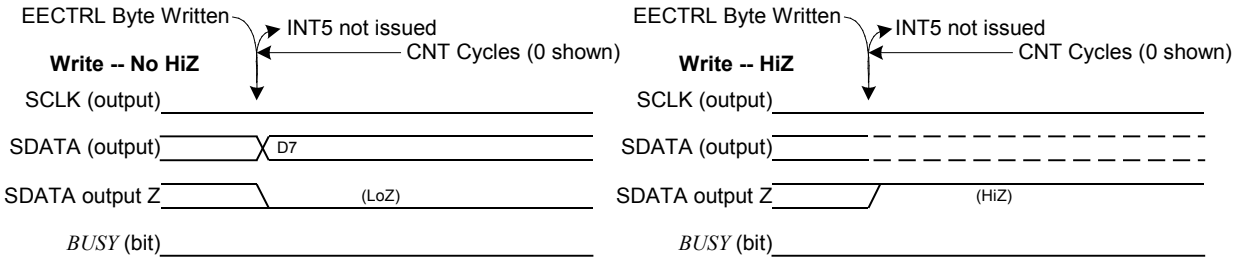 EECTRL Byte Written
INT5 not issued
CNT Cycles (0 shown)
Write -- No HiZ
SCLK (output)
SDATA (output)
D7
SDATA output Z
(LoZ)
BUSY (bit)
EECTRL Byte Written
INT5 not issued
CNT Cycles (0 shown)
Write -- HiZ
SCLK (output)
SDATA (output)
SDATA output Z
(HiZ)
BUSY (bit)